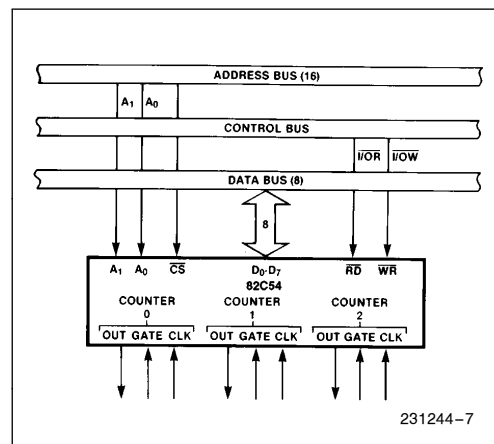 ADDRESS BUS (16)
A1 A0
CONTROL BUS
I/OR I/OW
DATA BUS (8)
8
A1 A0 CS D0-D7 RD WR
82C54
COUNTER COUNTER COUNTER
0 1 2
OUT GATE CLK OUT GATE CLK OUT GATE CLK
231244-7